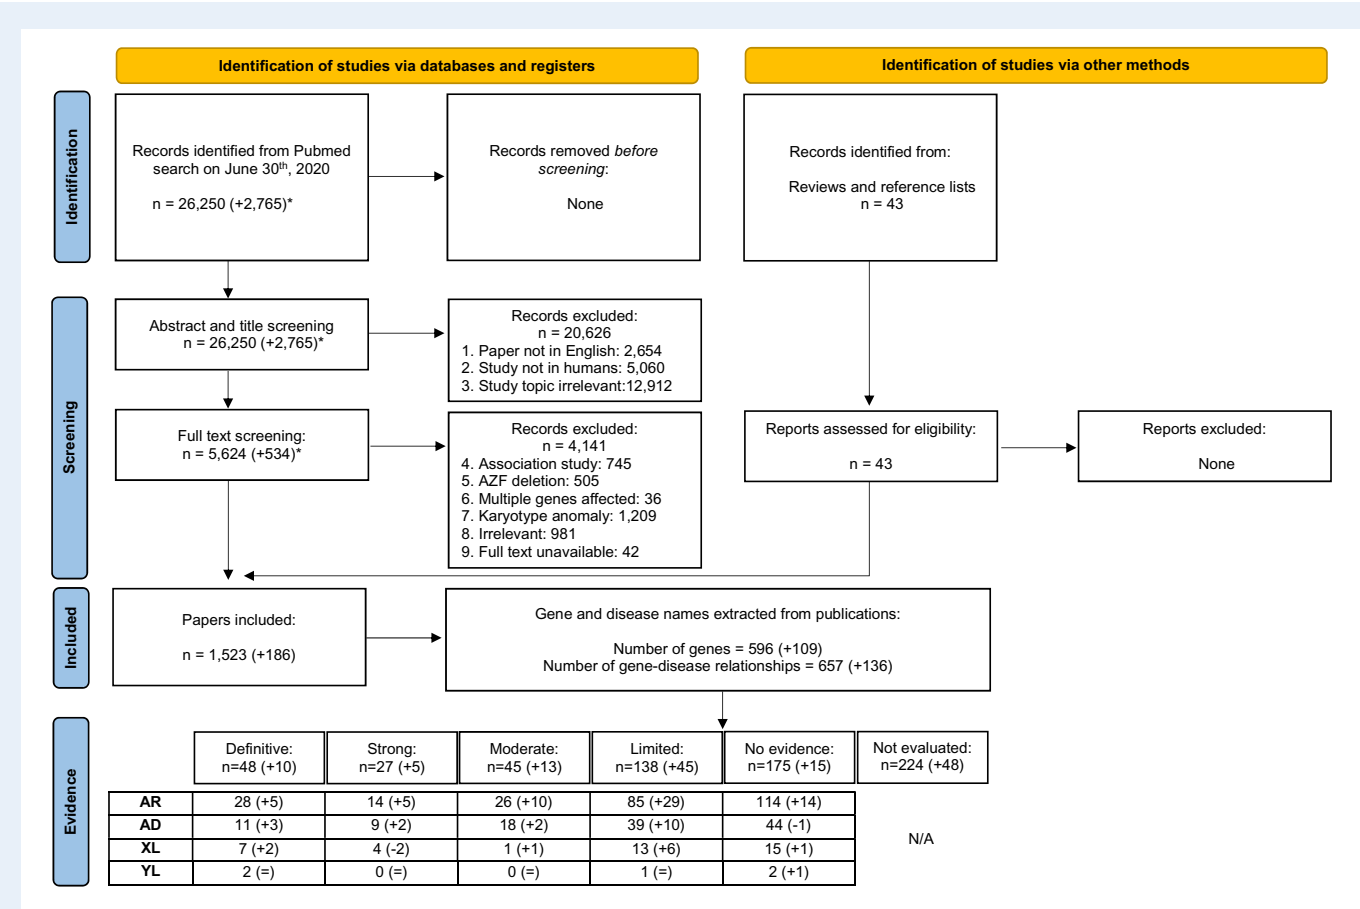 Identification of studies via databases and registers
Identification of studies via other methods
Identification
Records identified from Pubmed
search on June 30th, 2020
n = 26,250 (+2,765)*
Records removed before
screening:
None
Records identified from:
Reviews and reference lists
n = 43
Screening
Abstract and title screening
n = 26,250 (+2,765)*
Records excluded:
n = 20,626
1. Paper not in English: 2,654
2. Study not in humans: 5,060
3. Study topic irrelevant:12,912
Full text screening:
n = 5,624 (+534)*
Records excluded:
n = 4,141
4. Association study: 745
5. AZF deletion: 505
6. Multiple genes affected: 36
7. Karyotype anomaly: 1,209
8. Irrelevant: 981
9. Full text unavailable: 42
Reports assessed for eligibility:
n = 43
Reports excluded:
None
Included
Papers included:
n = 1,523 (+186)
Gene and disease names extracted from publications:
Number of genes = 596 (+109)
Number of gene-disease relationships = 657 (+136)
Evidence
Definitive:
n=48 (+10)
Strong:
n=27 (+5)
Moderate:
n=45 (+13)
Limited:
n=138 (+45)
No evidence:
n=175 (+15)
Not evaluated:
n=224 (+48)
AR 28 (+5) 14 (+5) 26 (+10) 85 (+29) 114 (+14)
AD 11 (+3) 9 (+2) 18 (+2) 39 (+10) 44 (-1)
XL 7 (+2) 4 (-2) 1 (+1) 13 (+6) 15 (+1)
YL 2 (=) 0 (=) 0 (=) 1 (=) 2 (+1)
N/A